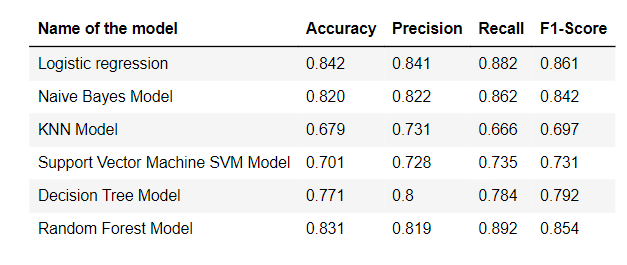 Name of the model Accuracy Precision Recall F1-Score
Logistic regression 0.842 0.841 0.882 0.861
Naive Bayes Model 0.820 0.822 0.862 0.842
KNN Model 0.679 0.731 0.666 0.697
Support Vector Machine SVM Model 0.701 0.728 0.735 0.731
Decision Tree Model 0.771 0.8 0.784 0.792
Random Forest Model 0.831 0.819 0.892 0.854